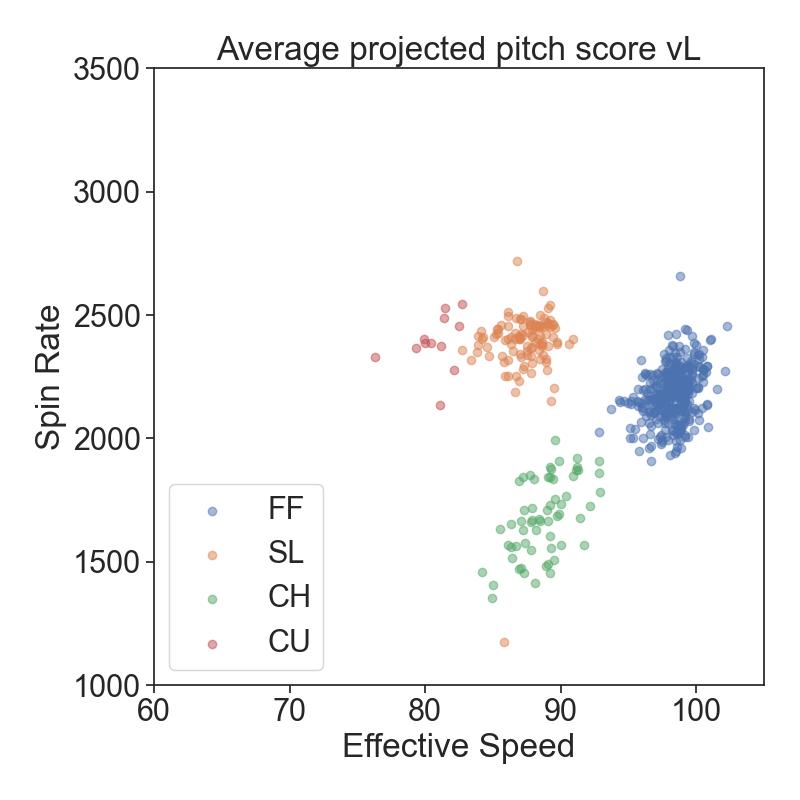 Average projected pitch score vL
3500
3000
2500
2000
1500
1000
Spin Rate
FF
SL
CH
CU
60 70 80 90 100
Effective Speed